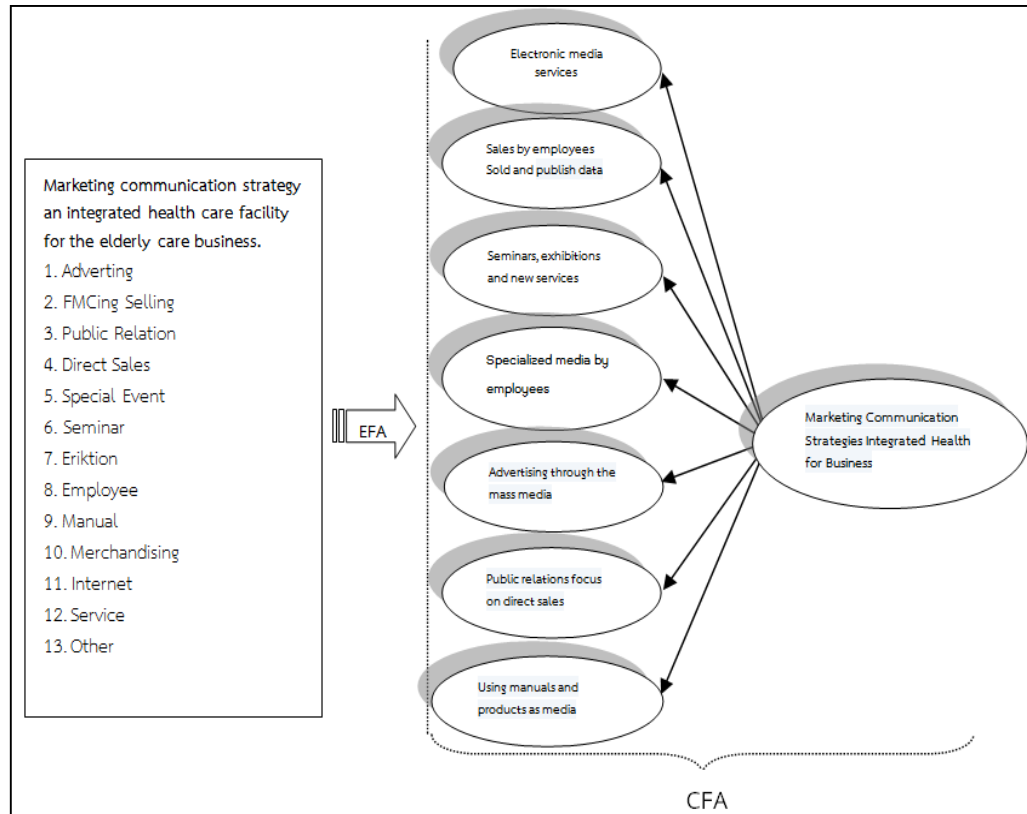 Marketing communication strategy
an integrated health care facility
for the elderly care business.
1. Adverting
2. FMCing Selling
3. Public Relation
4. Direct Sales
5. Special Event
6. Seminar
7. Eriktion
8. Employee
9. Manual
10. Merchandising
11. Internet
12. Service
13. Other
EFA
Electronic media
services
Sales by employees
Sold and publish data
Seminars, exhibitions
and new services
Specialized media by
employees
Advertising through the
mass media
Public relations focus
on direct sales
Using manuals and
products as media
Marketing Communication
Strategies Integrated Health
for Business
CFA